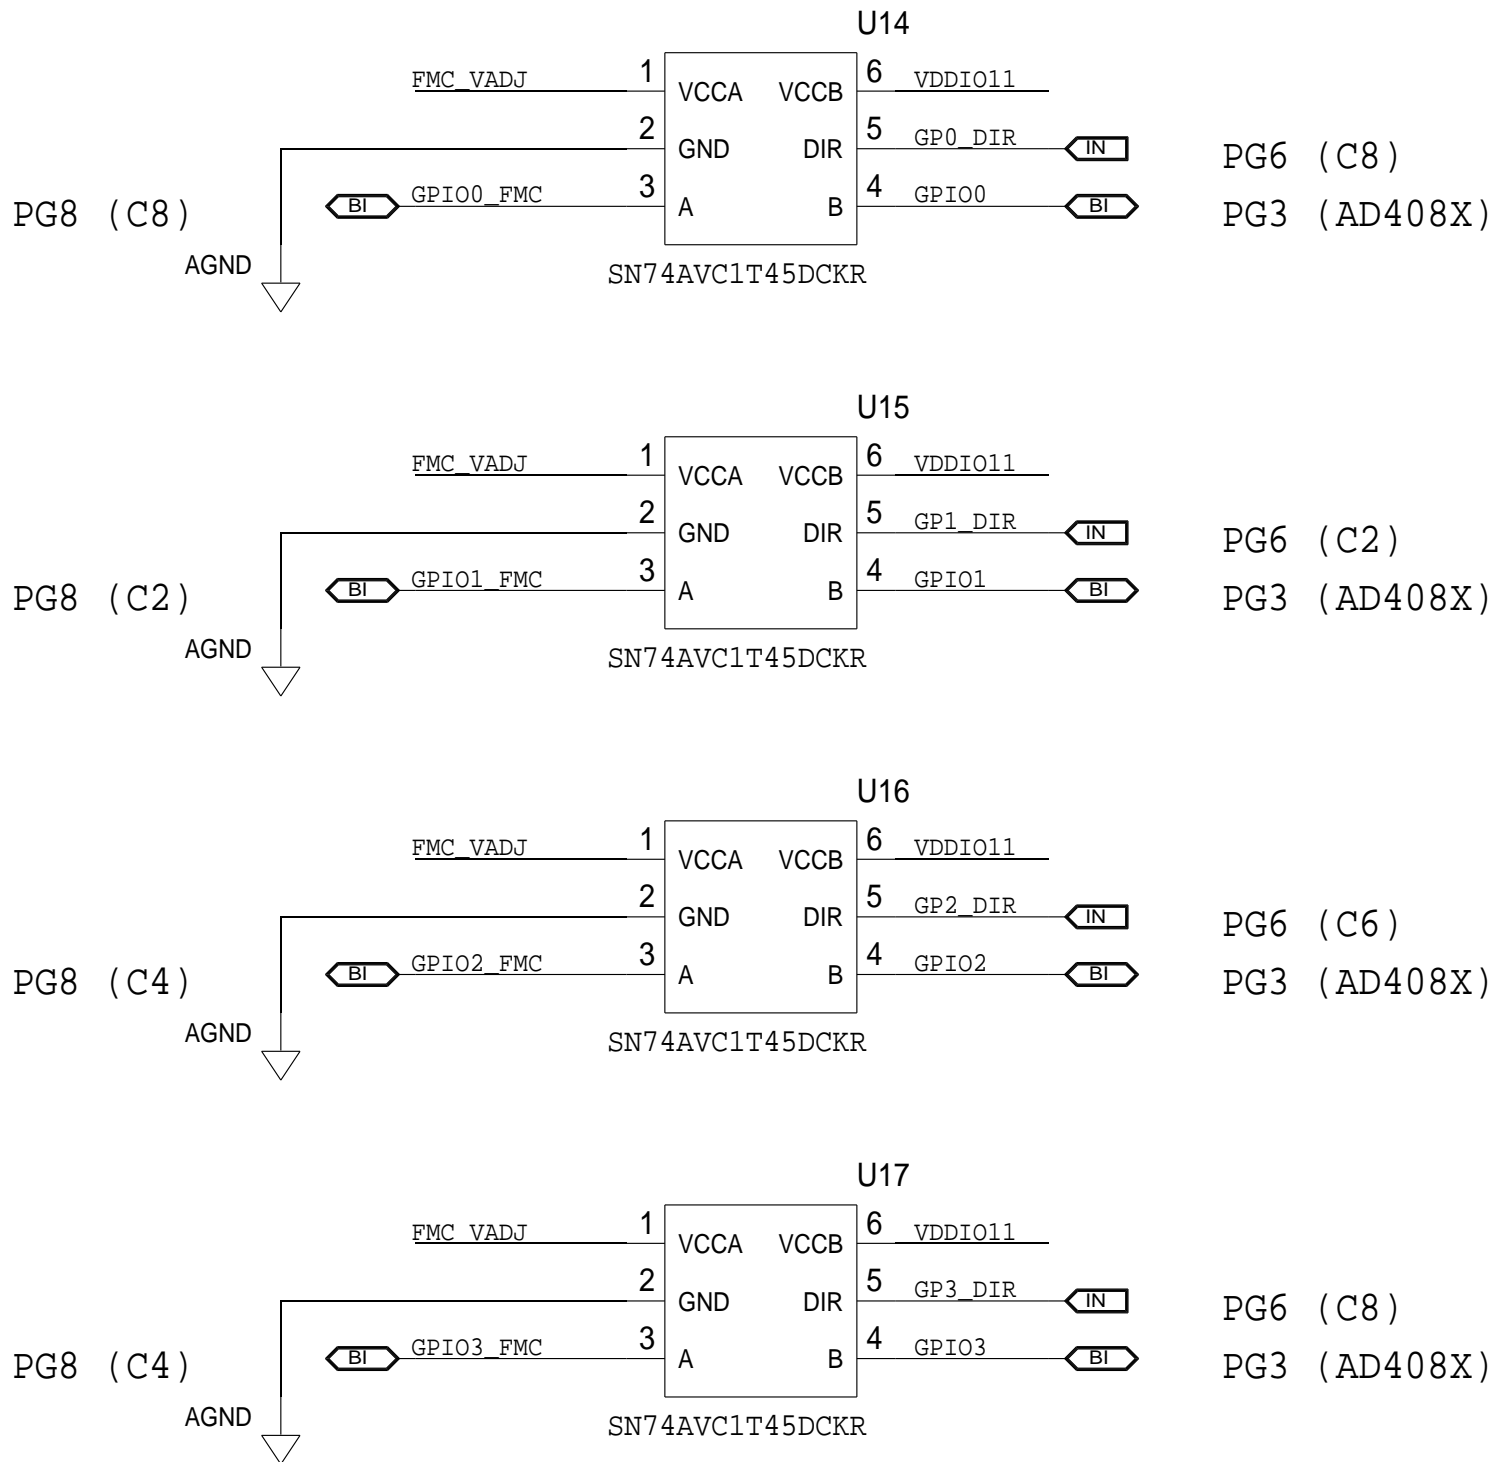 U14
FMC_VADJ 1 VCCA VCCB 6 VDDIO11
2 GND DIR 5 GP0_DIR IN PG6 (C8)
PG8 (C8) BI GPIO0_FMC 3 A B 4 GPIO0 BI PG3 (AD408X)
AGND
SN74AVC1T45DCKR
U15
FMC_VADJ 1 VCCA VCCB 6 VDDIO11
2 GND DIR 5 GP1_DIR IN PG6 (C2)
PG8 (C2) BI GPIO1_FMC 3 A B 4 GPIO1 BI PG3 (AD408X)
AGND
SN74AVC1T45DCKR
U16
FMC_VADJ 1 VCCA VCCB 6 VDDIO11
2 GND DIR 5 GP2_DIR IN PG6 (C6)
PG8 (C4) BI GPIO2_FMC 3 A B 4 GPIO2 BI PG3 (AD408X)
AGND
SN74AVC1T45DCKR
U17
FMC_VADJ 1 VCCA VCCB 6 VDDIO11
2 GND DIR 5 GP3_DIR IN PG6 (C8)
PG8 (C4) BI GPIO3_FMC 3 A B 4 GPIO3 BI PG3 (AD408X)
AGND
SN74AVC1T45DCKR